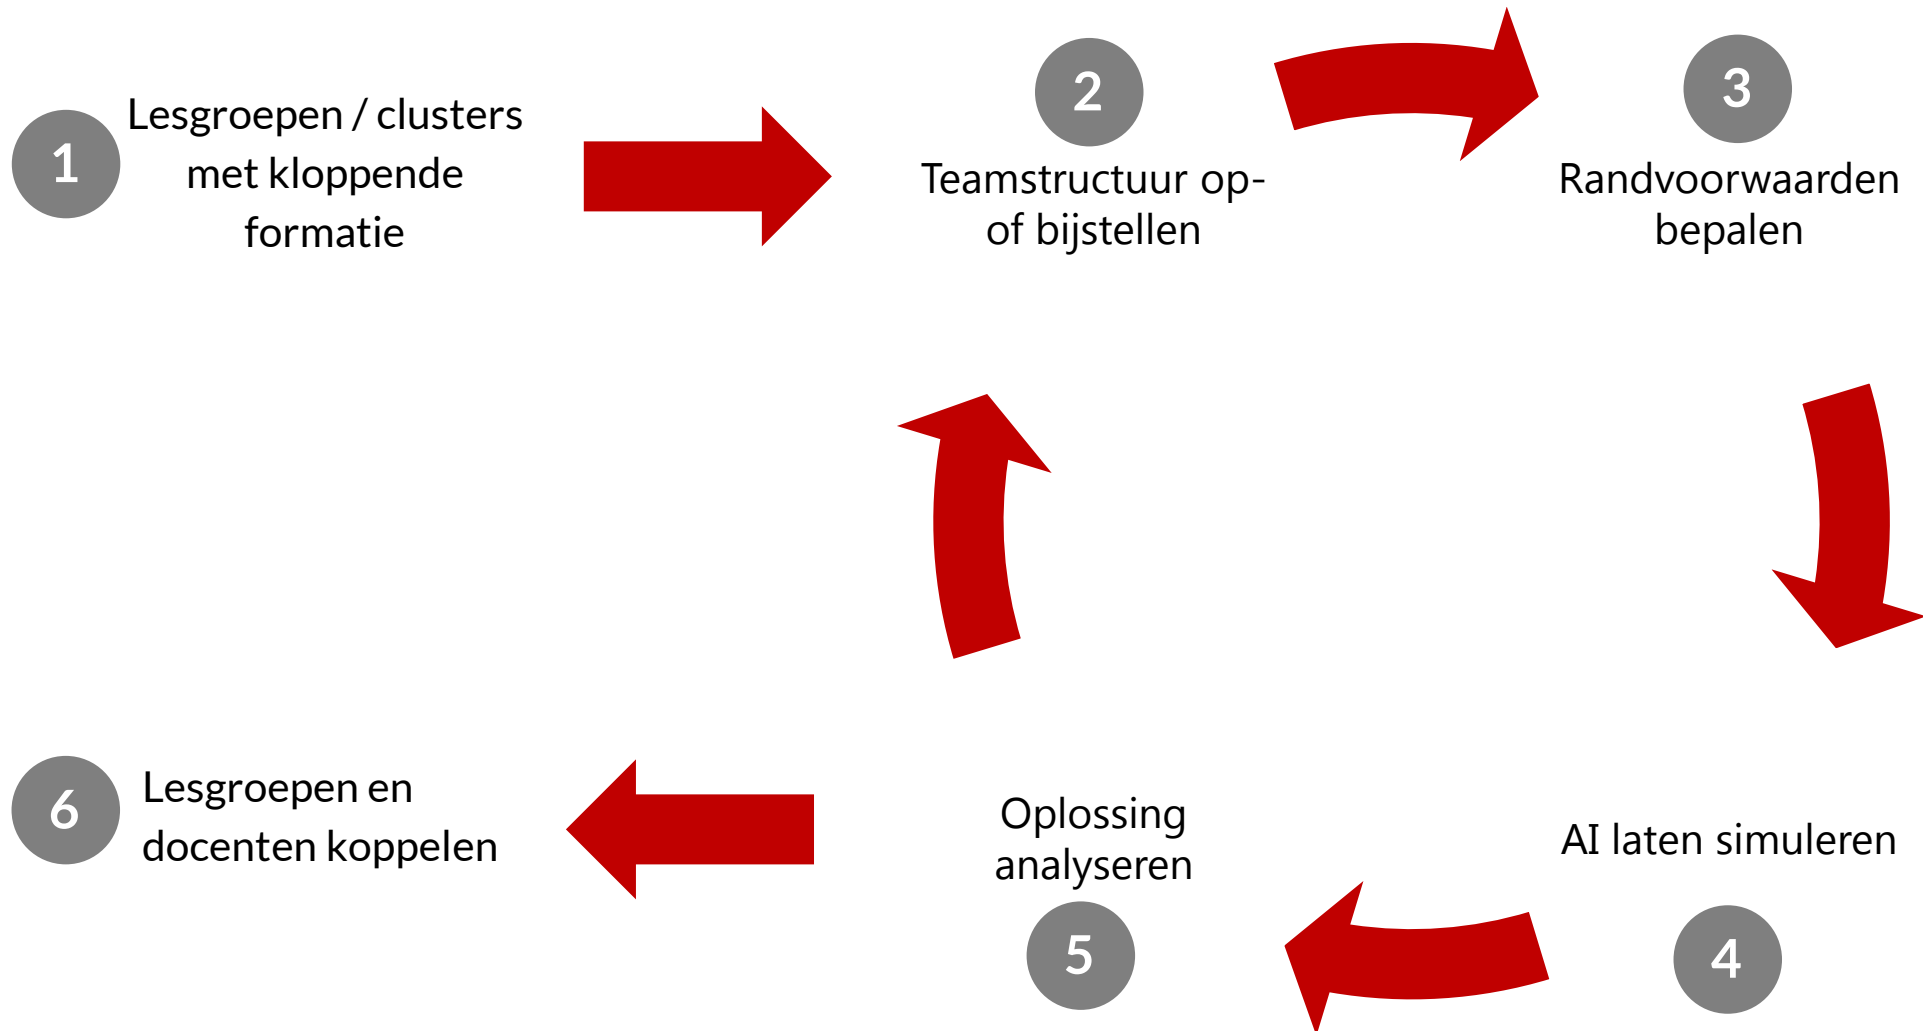 1
Lesgroepen / clusters
met kloppende
formatie
2
Teamstructuur op-
of bijstellen
3
Randvoorwaarden
bepalen
AI laten simuleren
4
Oplossing
analyseren
5
6
Lesgroepen en
docenten koppelen